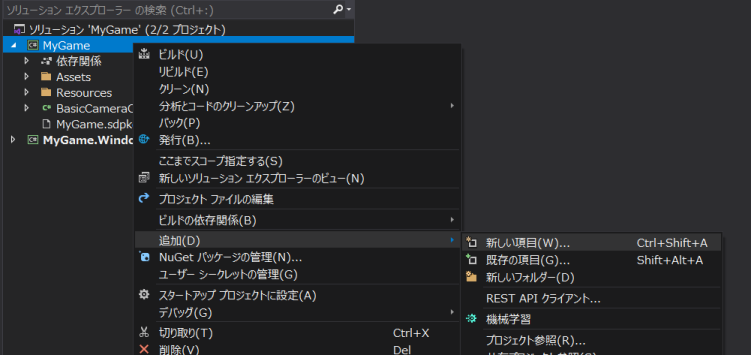 ソリューション エクスプローラー の検索 (Ctrl+:)
ソリューション 'MyGame' (2/2 プロジェクト)
MyGame
依存関係
Assets
Resources
BasicCameraC
MyGame.sdpk
MyGame.Windo
ビルド(U)
リビルド(E)
クリーン(N)
分析とコードのクリーンアップ(Z)
パック(P)
発行(B)...
ここまでスコープ指定する(S)
新しいソリューション エクスプローラーのビュー(N)
プロジェクト ファイルの編集
ビルドの依存関係(B)
追加(D)
NuGet パッケージの管理(N)...
ユーザー シークレットの管理(G)
スタートアップ プロジェクトに設定(A)
デバッグ(G)
切り取り(T) Ctrl+X
削除(V) Del
新しい項目(W)... Ctrl+Shift+A
既存の項目(G)... Shift+Alt+A
新しいフォルダー(D)
REST API クライアント...
機械学習
プロジェクト参照(R)...